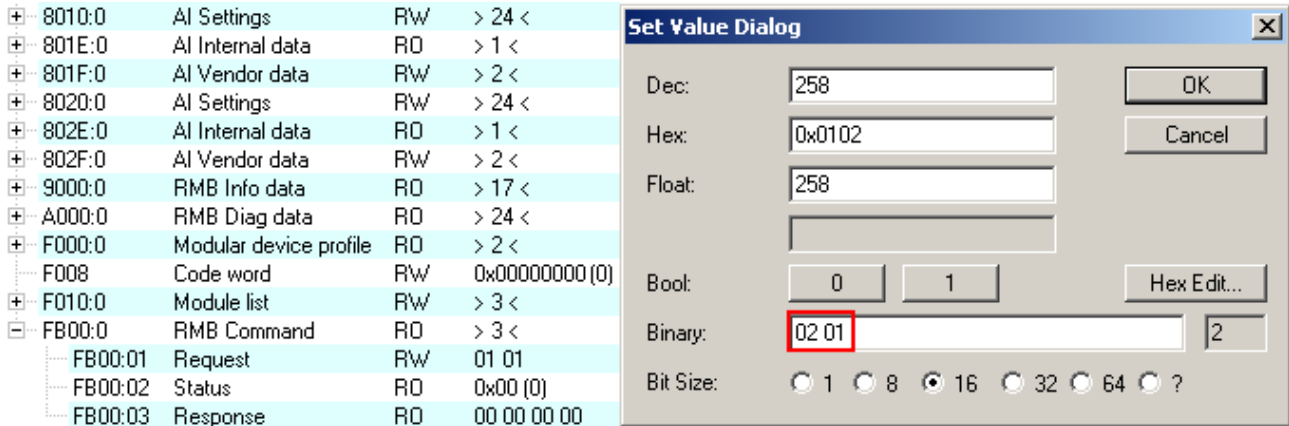 8010:0 AI Settings RW > 24 <
801E:0 AI Internal data RO > 1 <
801F:0 AI Vendor data RW > 2 <
8020:0 AI Settings RW > 24 <
802E:0 AI Internal data RO > 1 <
802F:0 AI Vendor data RW > 2 <
9000:0 RMB Info data RO > 17 <
A000:0 RMB Diag data RO > 24 <
F000:0 Modular device profile RO > 2 <
F008 Code word RW 0x00000000 (0)
F010:0 Module list RW > 3 <
FB00:0 RMB Command RO > 3 <
FB00:01 Request RW 01 01
FB00:02 Status RO 0x00 (0)
FB00:03 Response RO 00 00 00 00
Set Value Dialog
Dec: 258 OK
Hex: 0x0102 Cancel
Float: 258
Bool: 0 1 Hex Edit...
Binary: 02 01 2
Bit Size: 1 8 16 32 64 ?